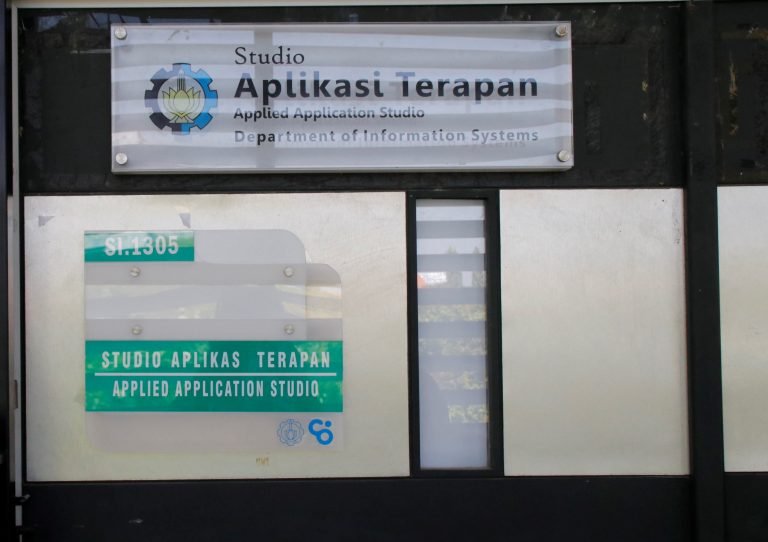 Studio
Aplikasi Terapan
Applied Application Studio
Department of Information Systems
SI.1305
STUDIO APLIKAS TERAPAN
APPLIED APPLICATION STUDIO